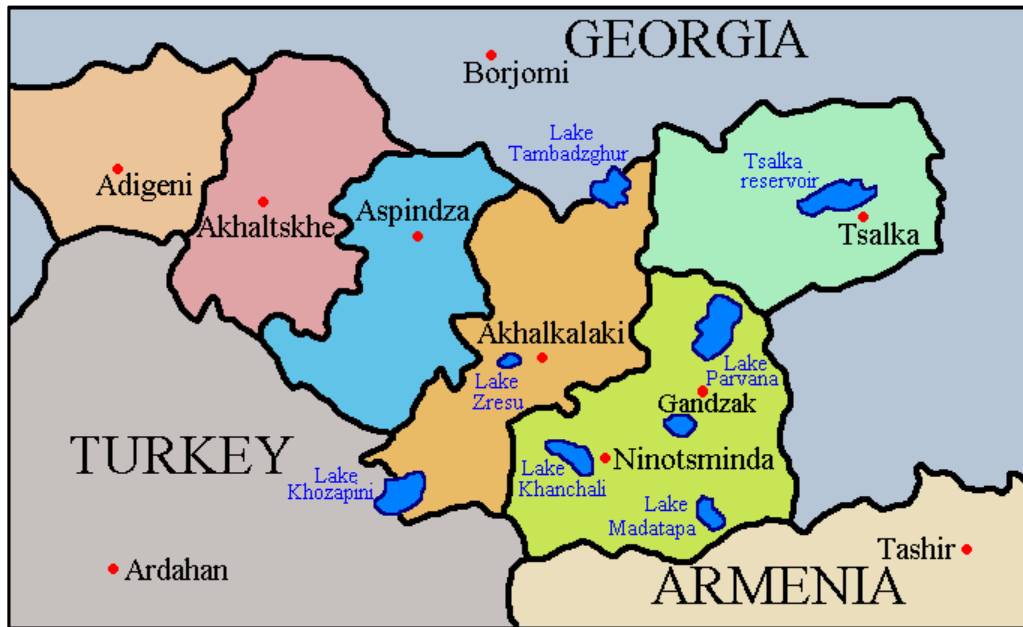 GEORGIA
Borjomi
Lake
Tambadzghur
Tsalka
reservoir
Adigeni
Akhaltskhe
Aspindza
Tsalka
Akhalkalaki
Lake
Zresu
Lake
Parvana
Gandzak
TURKEY
Lake
Khozapini
Lake
Khanchali
Ninotsminda
Lake
Madatapa
Ardahan
Tashir
ARMENIA